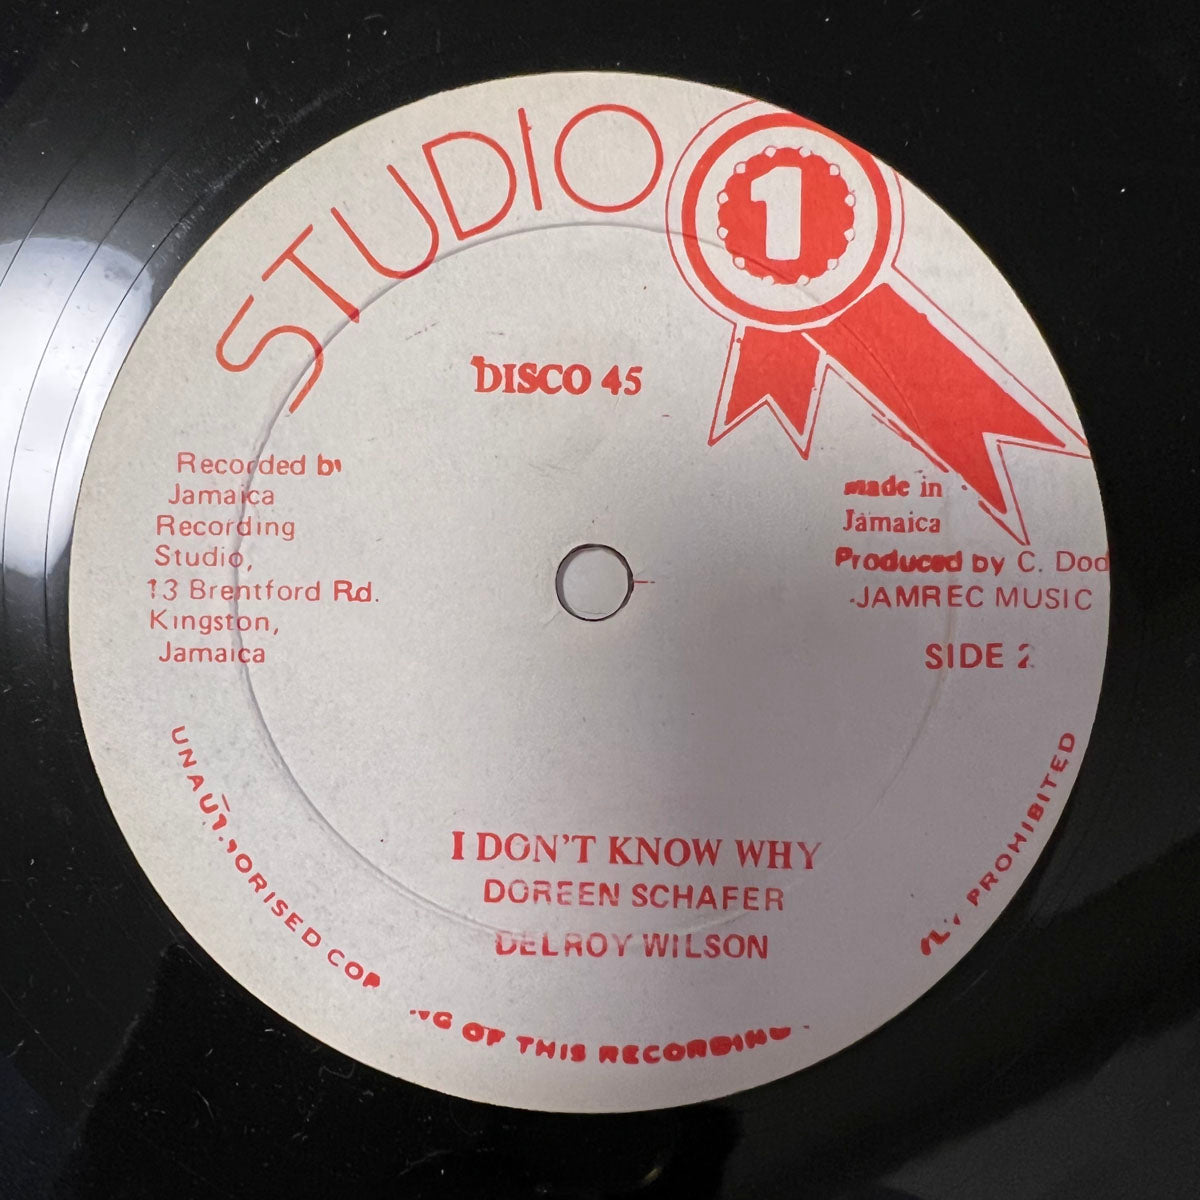 STUDIO
1
DISCO 45
Recorded by
Jamaica
Recording
Studio,
13 Brentford Rd.
Kingston,
Jamaica
made in
Jamaica
Produced by C. Dod
JAMREC MUSIC
SIDE 2
I DON'T KNOW WHY
DOREEN SCHAFER
DELROY WILSON
OF THIS RECORDING PROHIBITED